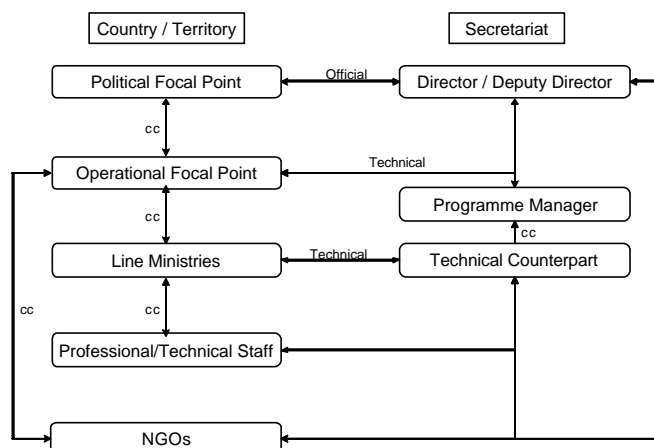 Country / Territory
Secretariat
Political Focal Point
Official
Director / Deputy Director
cc
Operational Focal Point
Technical
Programme Manager
cc
cc
Line Ministries
Technical
Technical Counterpart
cc
cc
Professional/Technical Staff
NGOs